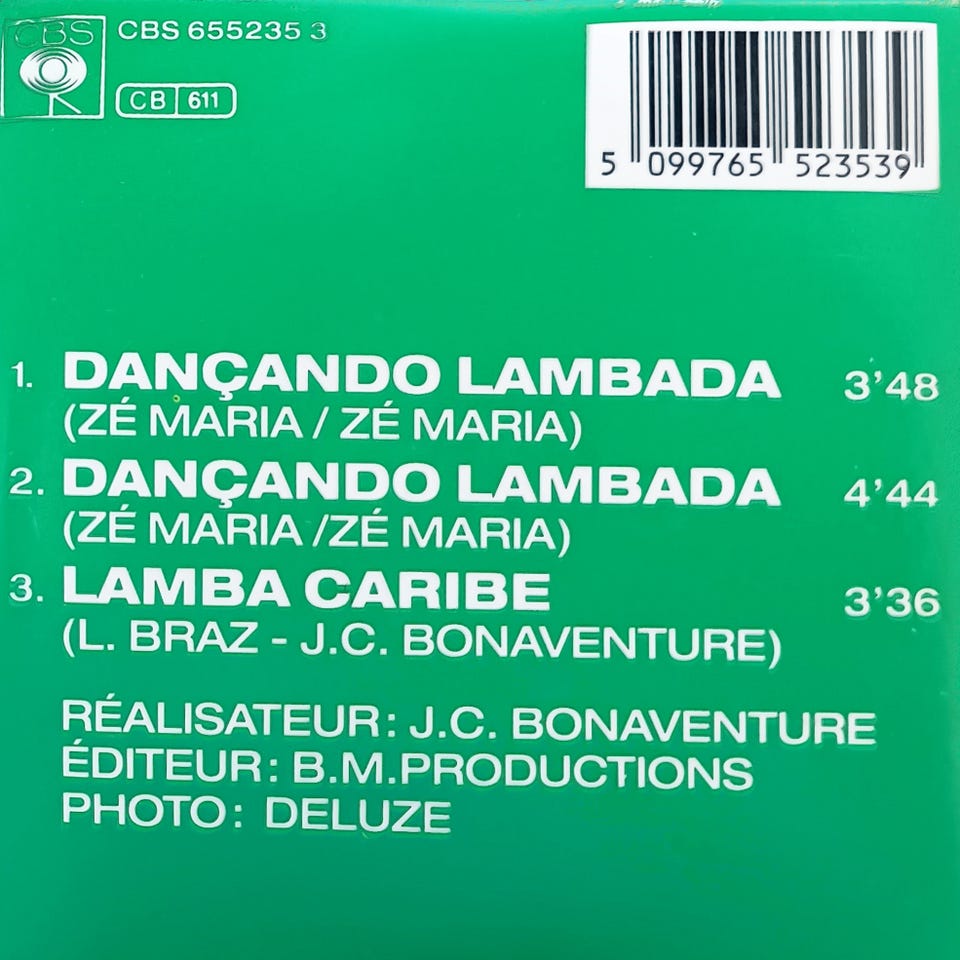 CBS
CBS 655235 3
CB 611
5 099765 523539
1. DANÇANDO LAMBADA 3'48
(ZÉ MARIA / ZÉ MARIA)
2. DANÇANDO LAMBADA 4'44
(ZÉ MARIA /ZÉ MARIA)
3. LAMBA CARIBE 3'36
(L. BRAZ - J.C. BONAVENTURE)
RÉALISATEUR: J.C. BONAVENTURE
ÉDITEUR: B.M.PRODUCTIONS
PHOTO: DELUZE